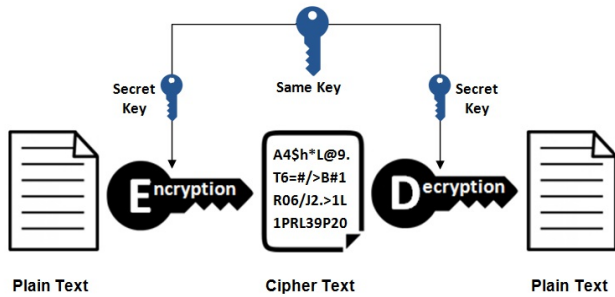 Secret
Key
Same Key
Secret
Key
Encryption
A4$h*L@9.
T6=#/>B#1
R06/J2.>1L
1PRL39P20
Decryption
Plain Text
Cipher Text
Plain Text